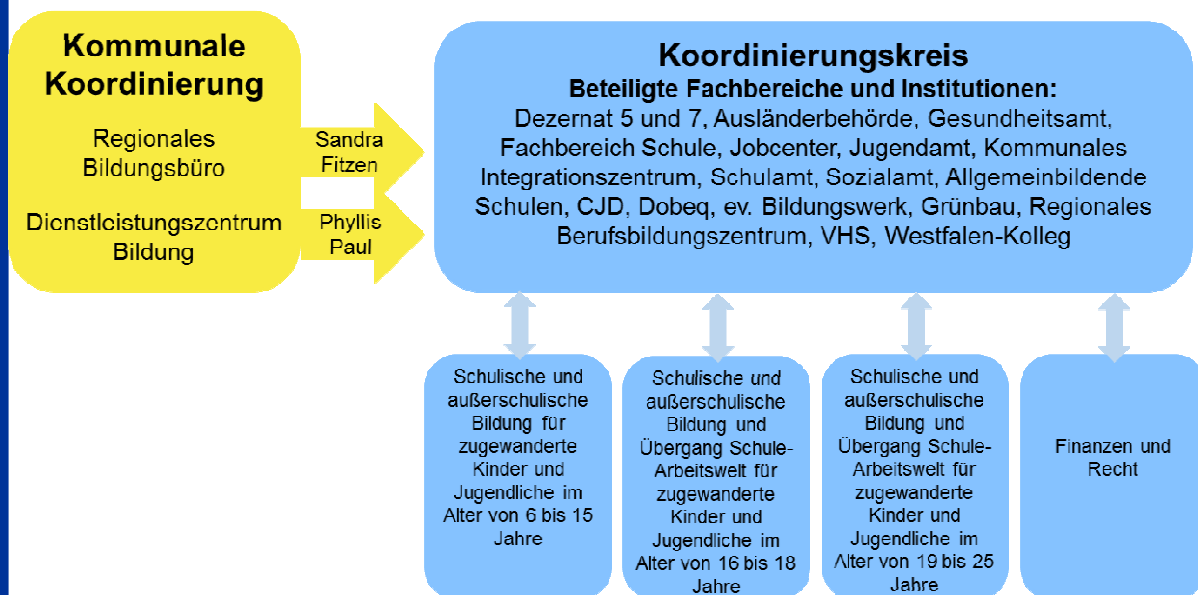 Kommunale
Koordinierung
Regionales
Bildungsbüro
Dienstleistungszentrum
Bildung
Sandra
Fitzen
Phyllis
Paul
Koordinierungskreis
Beteiligte Fachbereiche und Institutionen:
Dezernat 5 und 7, Ausländerbehörde, Gesundheitsamt,
Fachbereich Schule, Jobcenter, Jugendamt, Kommunales
Integrationszentrum, Schulamt, Sozialamt, Allgemeinbildende
Schulen, CJD, Dobeq, ev. Bildungswerk, Grünbau, Regionales
Berufsbildungszentrum, VHS, Westfalen-Kolleg
Schulische und
außerschulische
Bildung für
zugewanderte
Kinder und
Jugendliche im
Alter von 6 bis 15
Jahre
Schulische und
außerschulische
Bildung und
Übergang Schule-
Arbeitswelt für
zugewanderte
Kinder und
Jugendliche im
Alter von 16 bis 18
Jahre
Schulische und
außerschulische
Bildung und
Übergang Schule-
Arbeitswelt für
zugewanderte
Kinder und
Jugendliche im
Alter von 19 bis 25
Jahre
Finanzen und
Recht